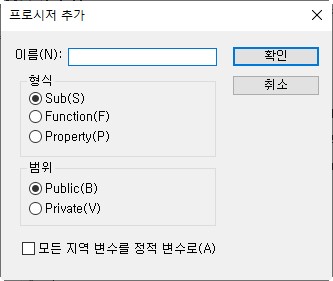 프로시저 추가
이름(N):
확인
취소
형식
Sub(S)
Function(F)
Property(P)
범위
Public(B)
Private(V)
모든 지역 변수를 정적 변수로(A)